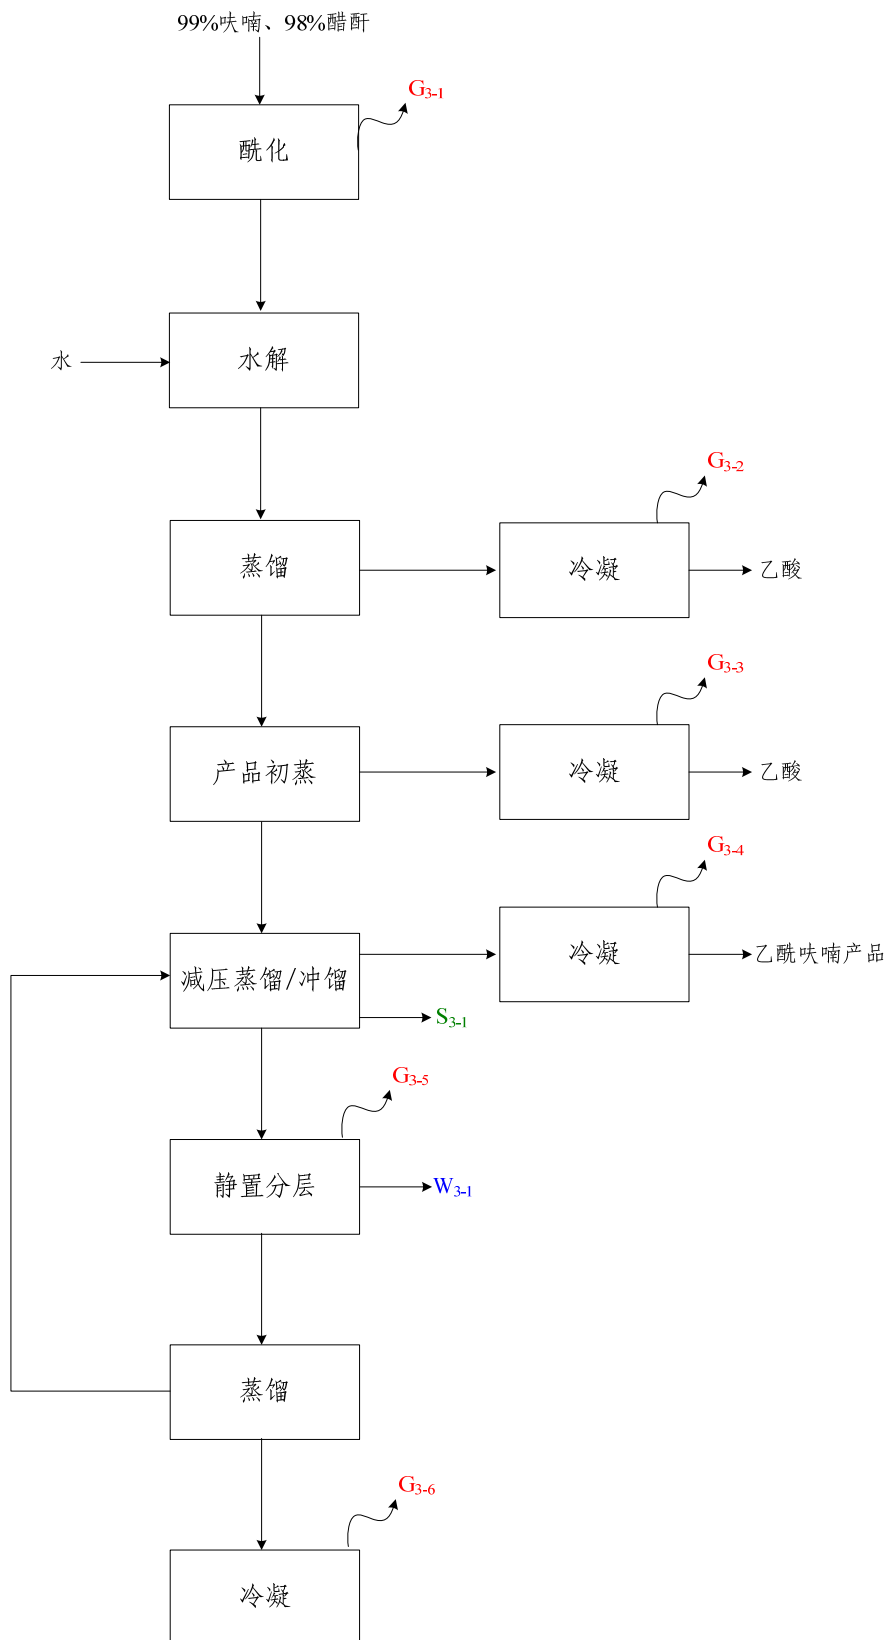 99%呋喃、98%醋酐
G3-1
酰化
水
水解
G3-2
蒸馏
冷凝
乙酸
G3-3
产品初蒸
冷凝
乙酸
G3-4
减压蒸馏/冲馏
冷凝
乙酰呋喃产品
S3-1
G3-5
静置分层
W3-1
蒸馏
G3-6
冷凝